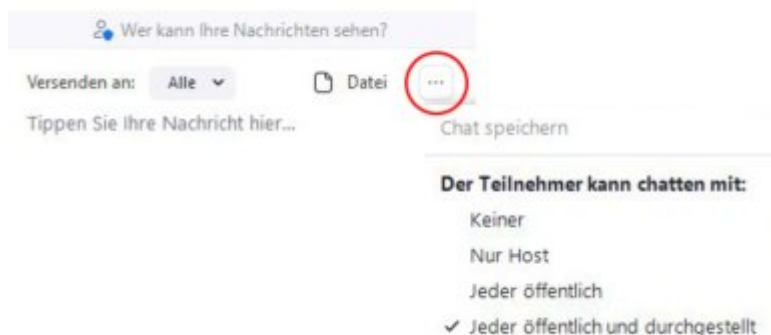 Wer kann Ihre Nachrichten sehen?
Versenden an: Alle Datei ...
Tippen Sie Ihre Nachricht hier...
Chat speichern
Der Teilnehmer kann chatten mit:
Keiner
Nur Host
Jeder öffentlich
Jeder öffentlich und durchgestellt